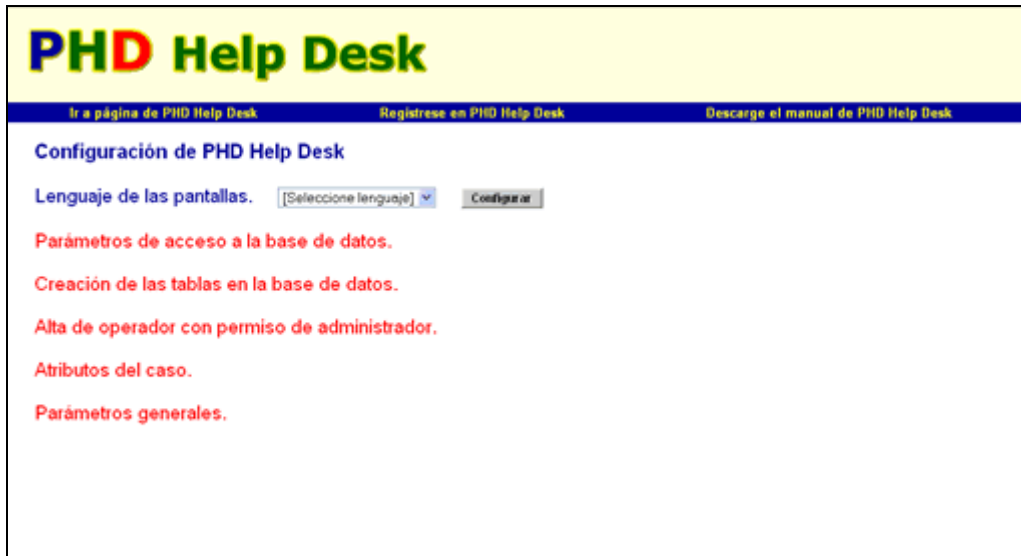 PHD Help Desk
Ir a página de PHD Help Desk Regístrese en PHD Help Desk Descarge el manual de PHD Help Desk
Configuración de PHD Help Desk
Lenguaje de las pantallas. [Seleccione lenguaje] Configurar
Parámetros de acceso a la base de datos.
Creación de las tablas en la base de datos.
Alta de operador con permiso de administrador.
Atributos del caso.
Parámetros generales.